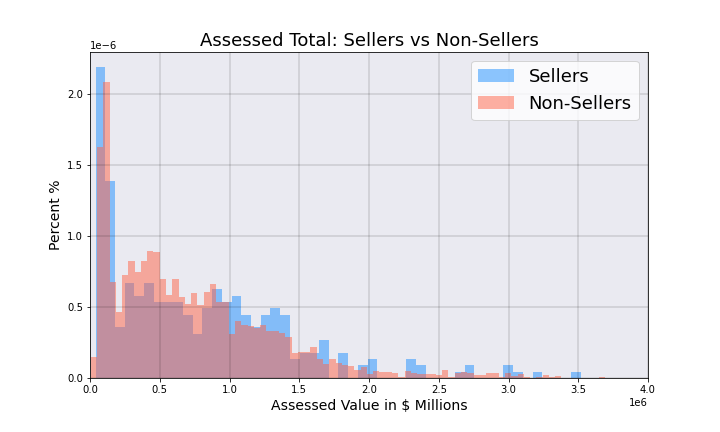 Assessed Total: Sellers vs Non-Sellers
1e−6
Sellers
Non-Sellers
2.0
1.5
1.0
0.5
0.0
Percent %
0.0 0.5 1.0 1.5 2.0 2.5 3.0 3.5 4.0
1e6
Assessed Value in $ Millions